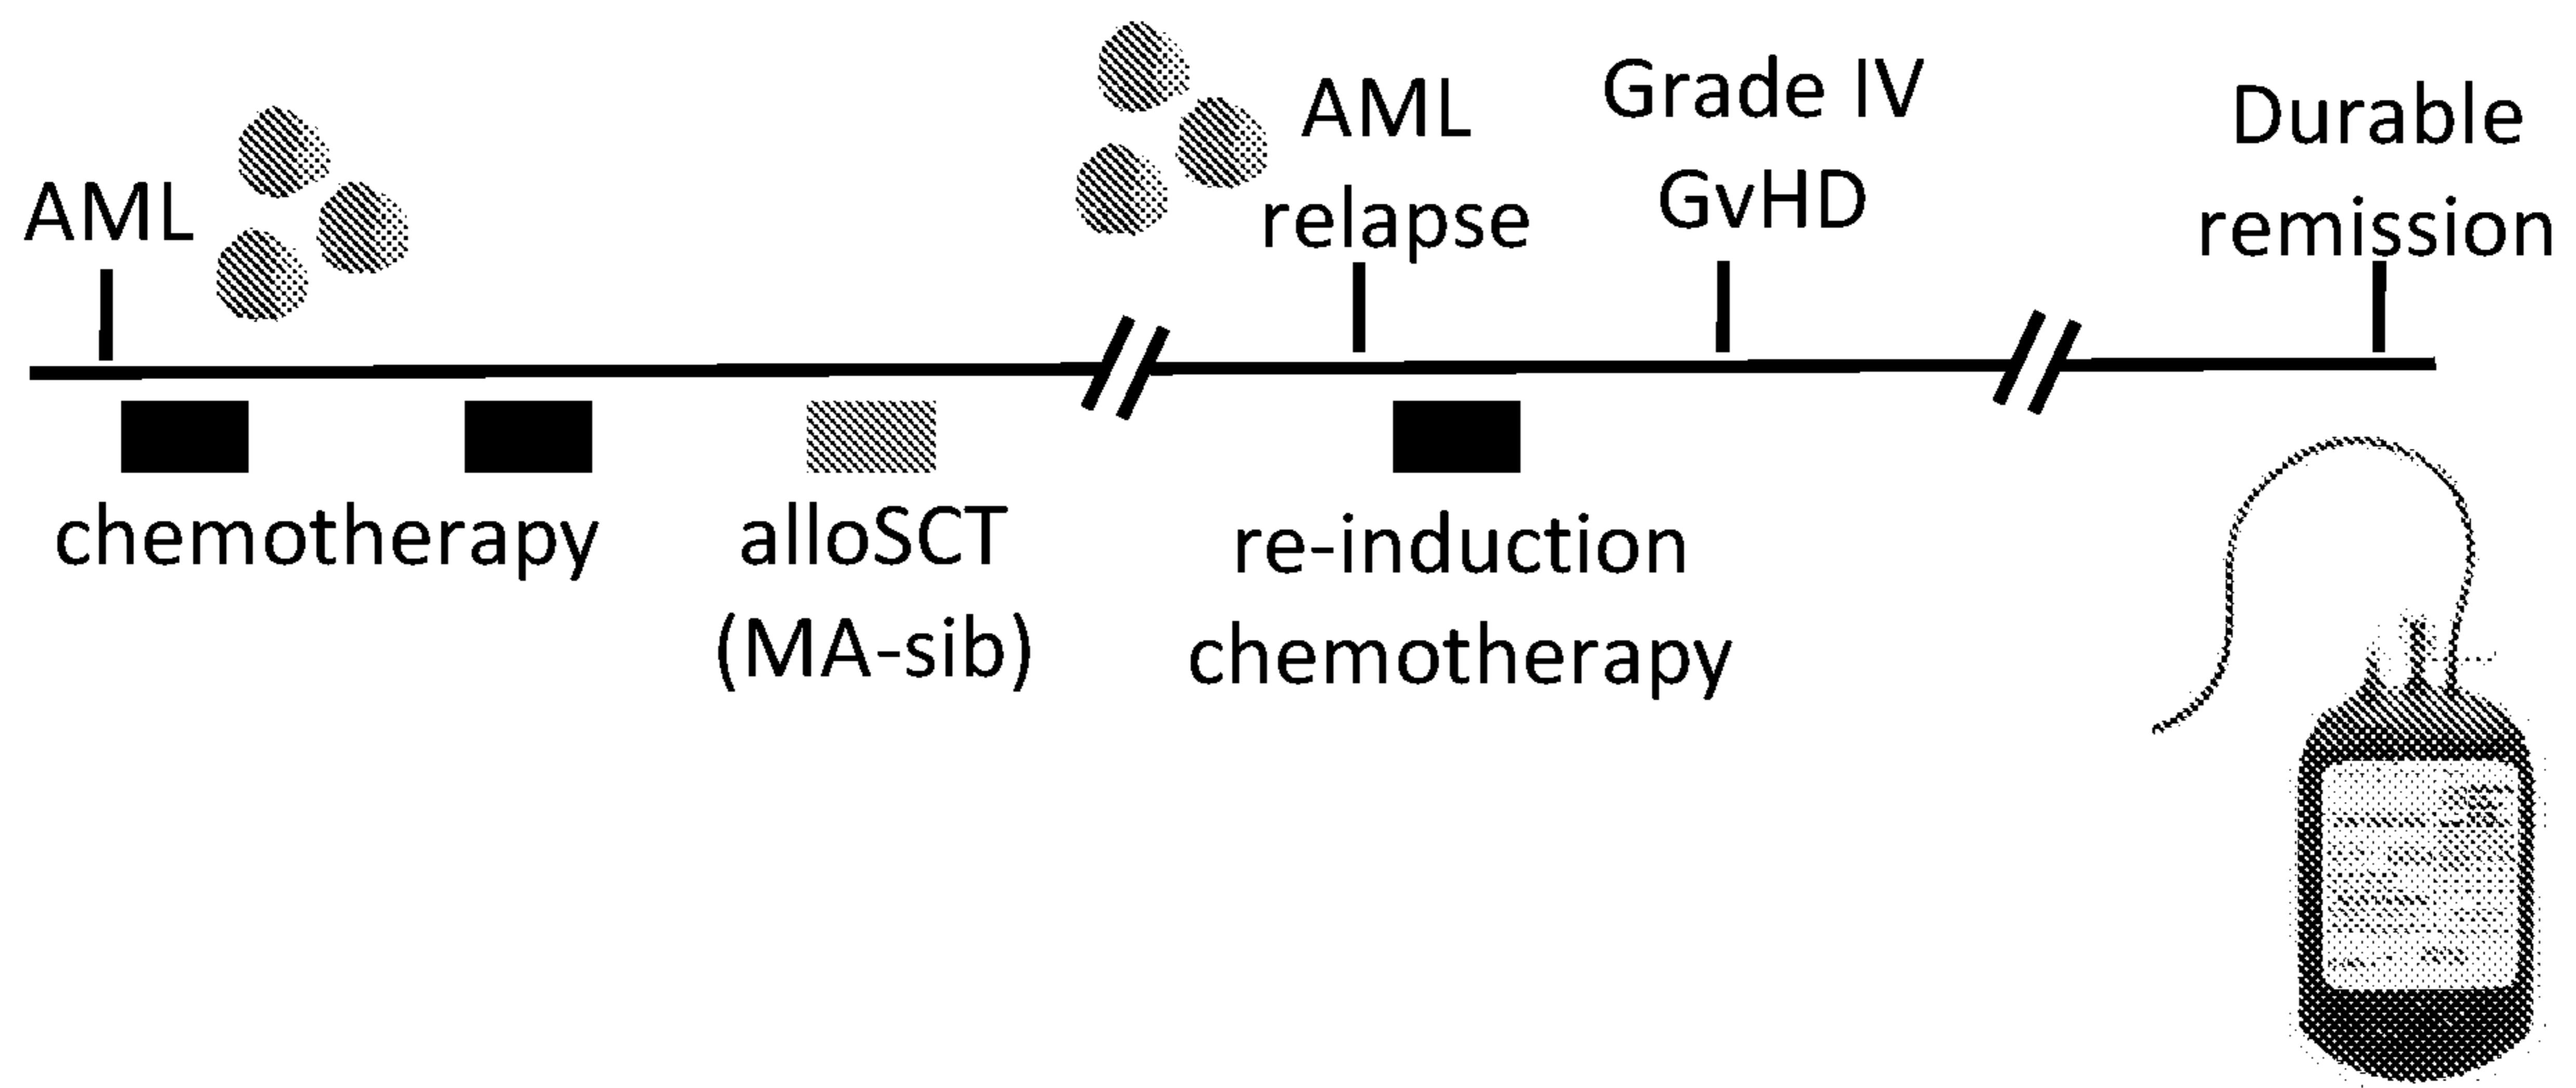 AML
AML
relapse
Grade IV
GvHD
Durable
remission
chemotherapy
alloSCT
(MA-sib)
re-induction
chemotherapy